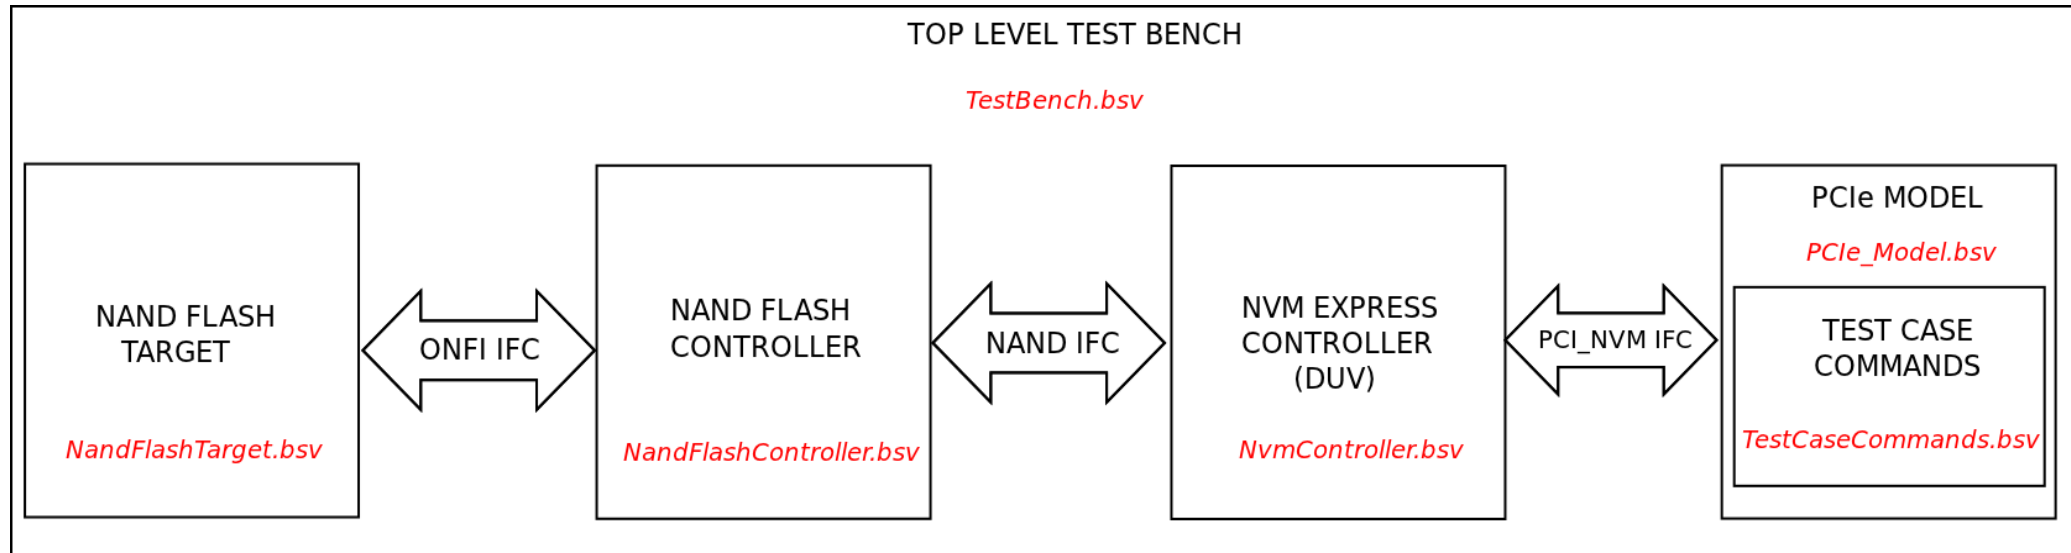 TOP LEVEL TEST BENCH
TestBench.bsv
NAND FLASH
TARGET
NandFlashTarget.bsv
ONFI IFC
NAND FLASH
CONTROLLER
NandFlashController.bsv
NAND IFC
NVM EXPRESS
CONTROLLER
(DUV)
NvmController.bsv
PCI_NVM IFC
PCIe MODEL
PCIe_Model.bsv
TEST CASE
COMMANDS
TestCaseCommands.bsv